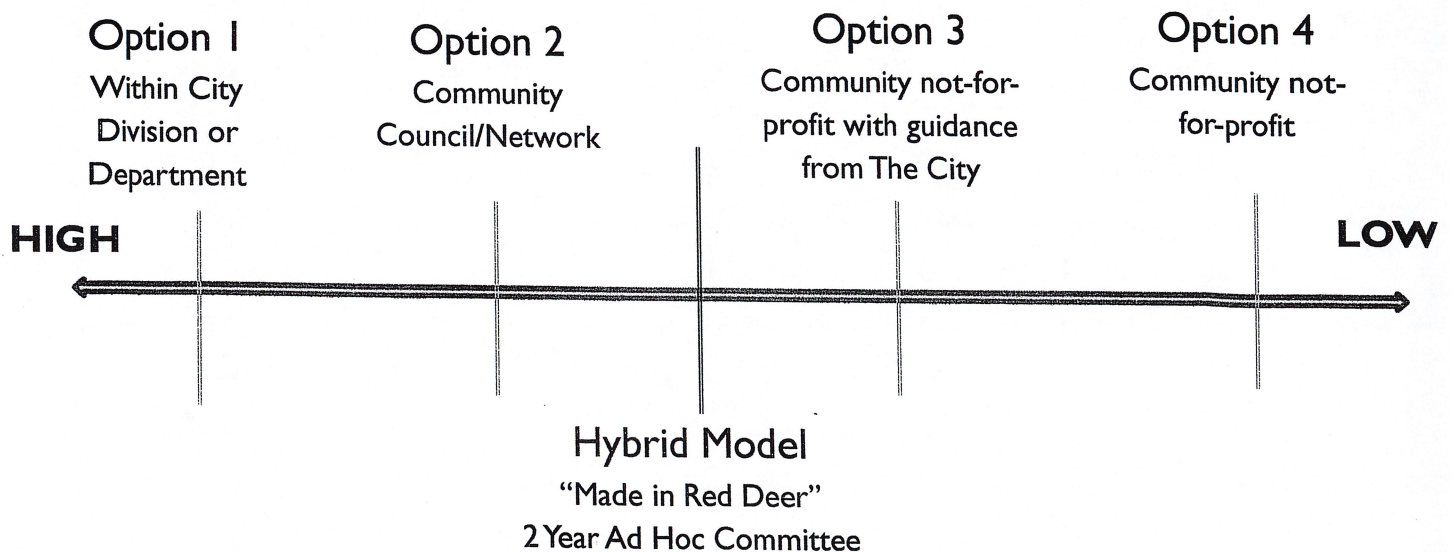 Option 1
Within City
Division or
Department
Option 2
Community
Council/Network
Option 3
Community not-for-
profit with guidance
from The City
Option 4
Community not-
for-profit
HIGH
LOW
Hybrid Model
“Made in Red Deer”
2 Year Ad Hoc Committee